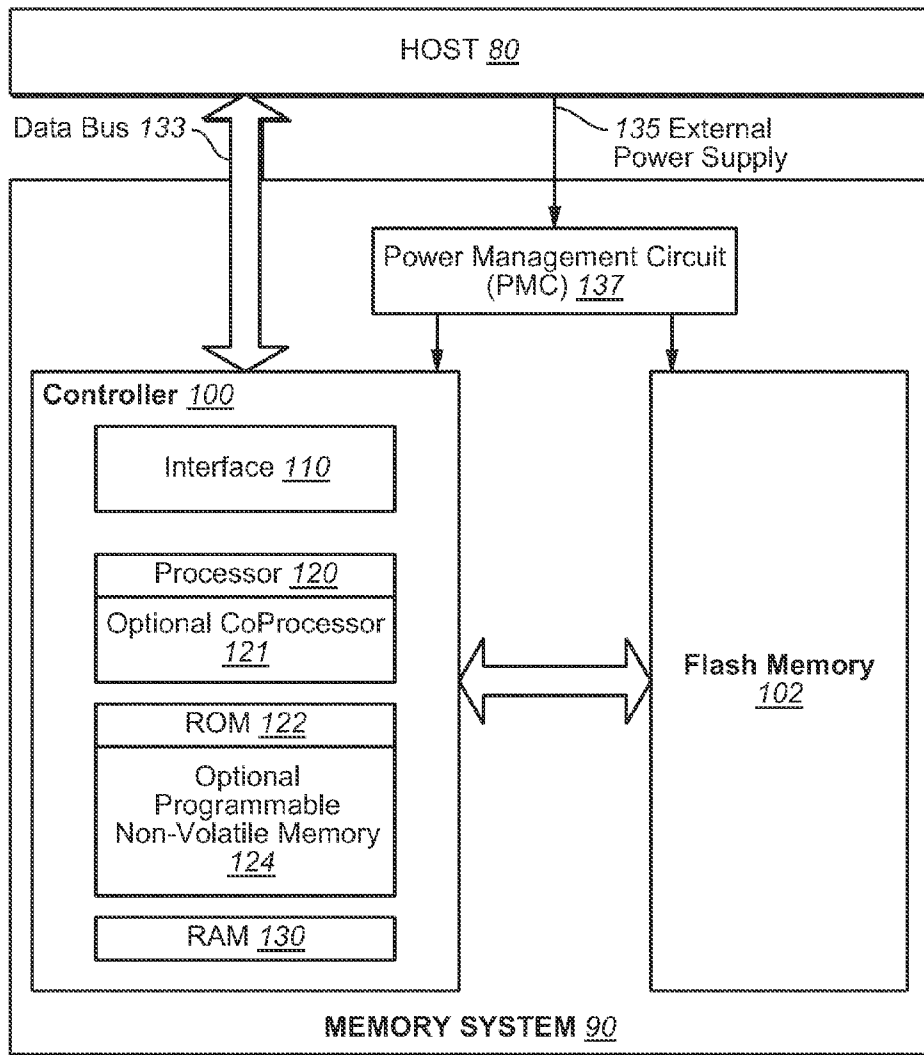 HOST 80
Data Bus 133
135 External
Power Supply
Power Management Circuit
(PMC) 137
Controller 100
Interface 110
Processor 120
Optional CoProcessor
121
ROM 122
Optional
Programmable
Non-Volatile Memory
124
RAM 130
Flash Memory
102
MEMORY SYSTEM 90